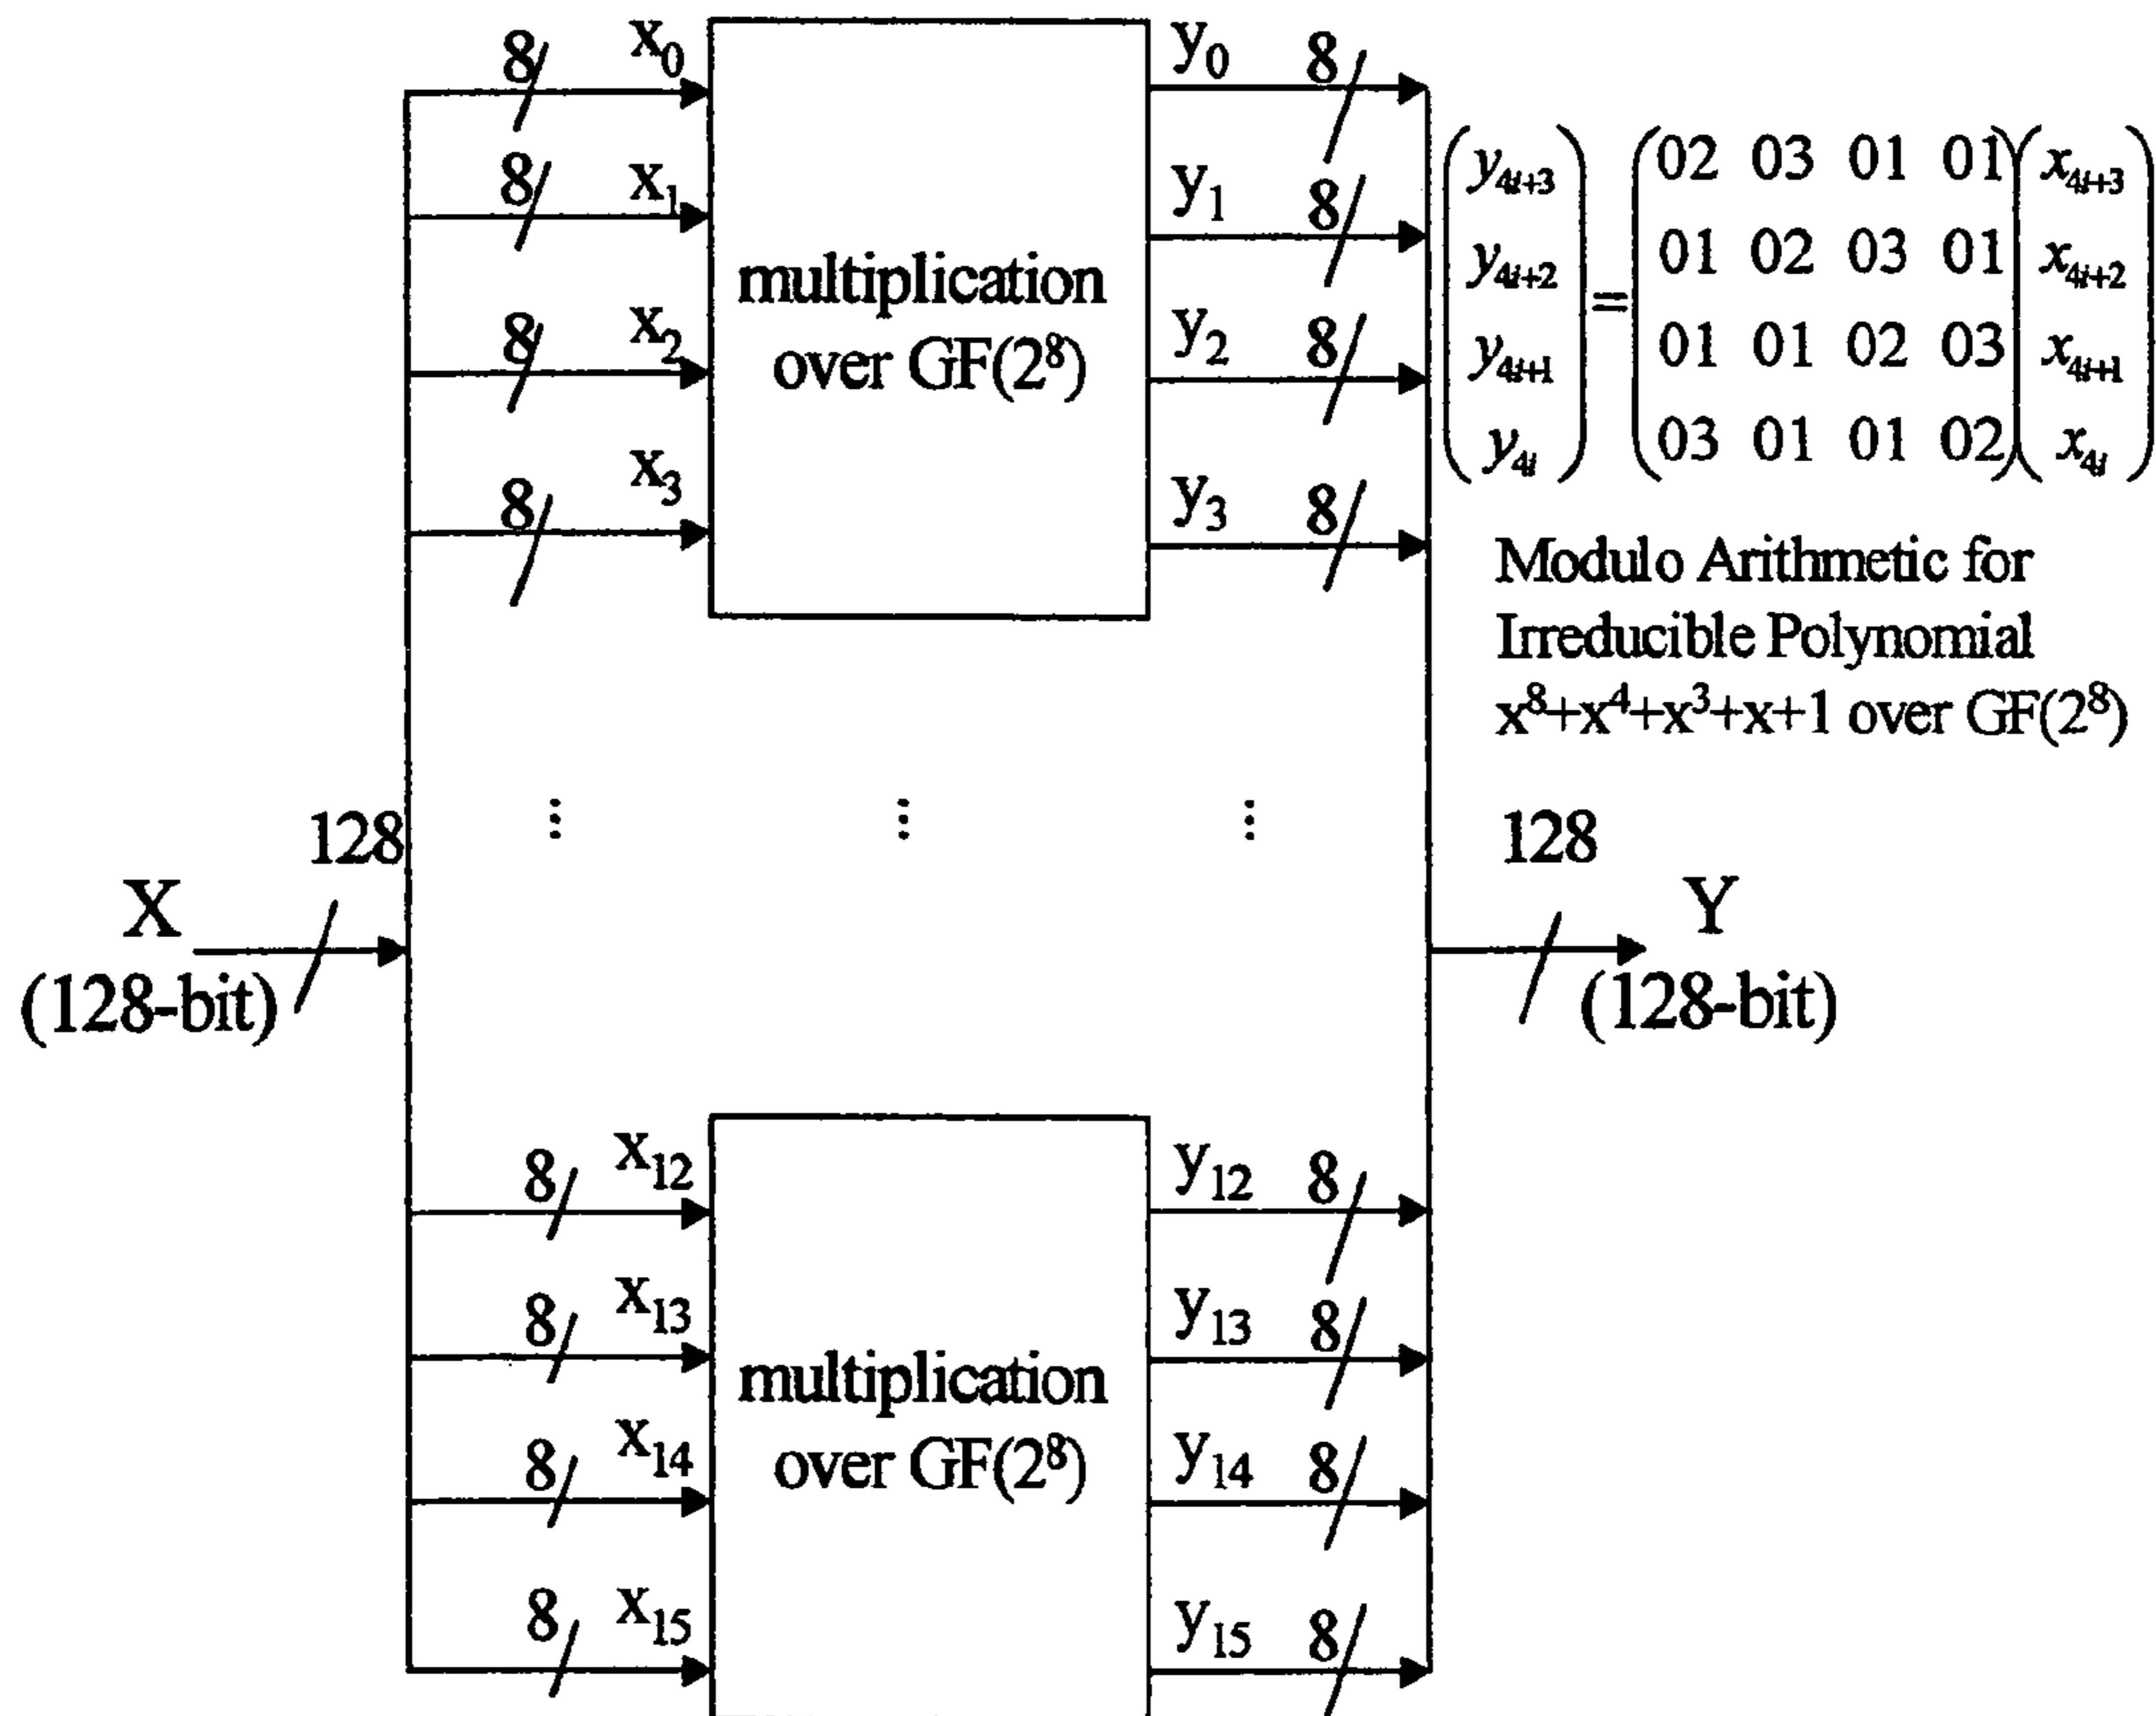 8 x₀ y₀ 8
8 x₁ y₁ 8
multiplication
over GF(2⁸)
8 x₂ y₂ 8
8 x₃ y₃ 8
y₄ᵢ₊₃ = 02 03 01 01 x₄ᵢ₊₃
y₄ᵢ₊₂ 01 02 03 01 x₄ᵢ₊₂
y₄ᵢ₊₁ 01 01 02 03 x₄ᵢ₊₁
y₄ᵢ 03 01 01 02 x₄ᵢ
Modulo Arithmetic for
Irreducible Polynomial
x⁸+x⁴+x³+x+1 over GF(2⁸)
⋮ ⋮ ⋮
128
X
(128-bit)
128
Y
(128-bit)
8 x₁₂ y₁₂ 8
8 x₁₃ y₁₃ 8
multiplication
over GF(2⁸)
8 x₁₄ y₁₄ 8
8 x₁₅ y₁₅ 8